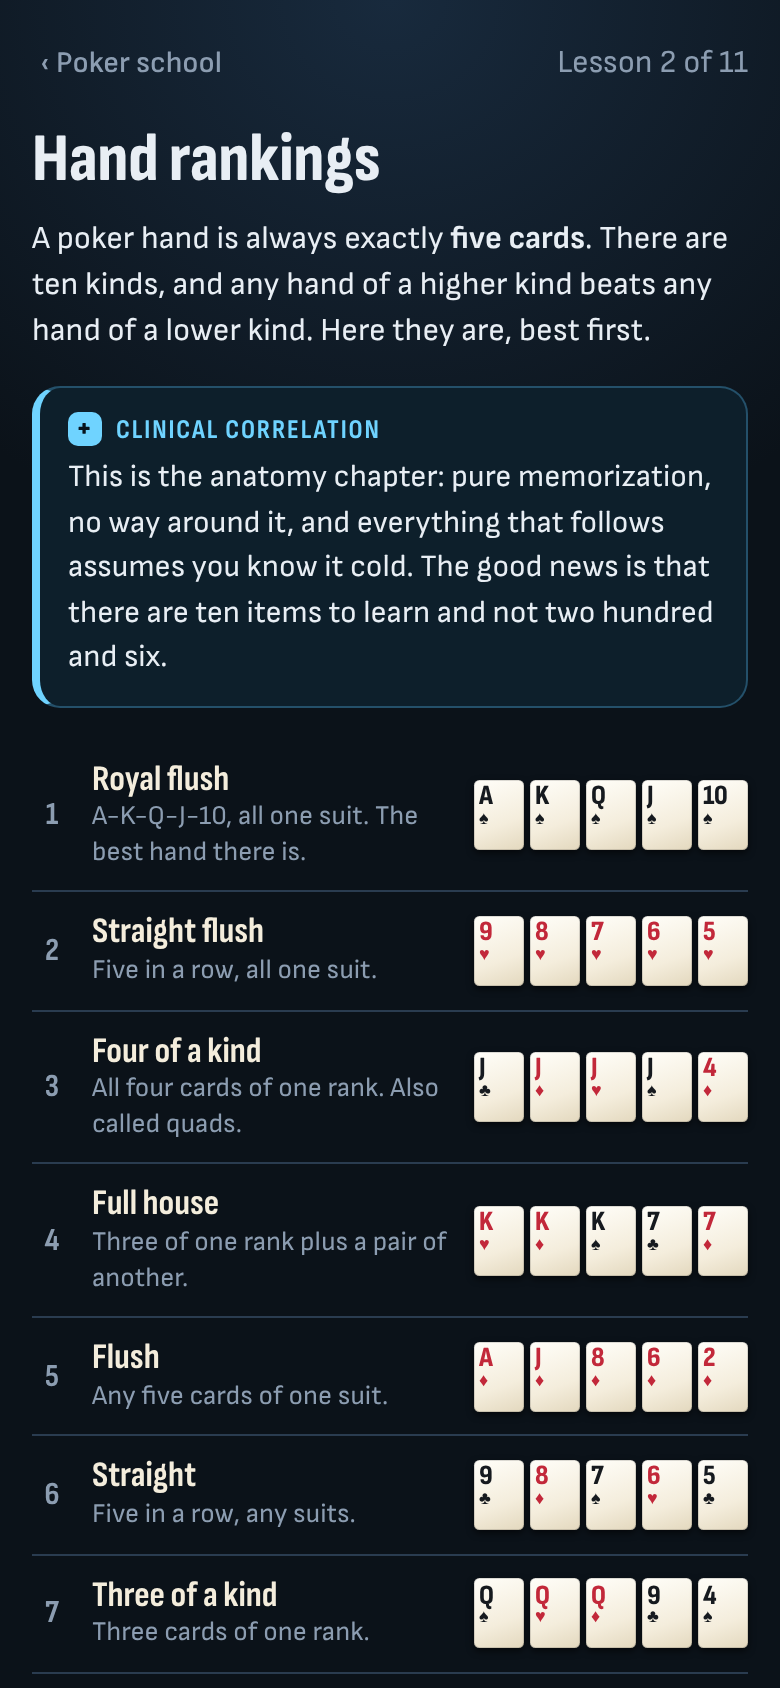 ‹ Poker school
Lesson 2 of 11
Hand rankings
A poker hand is always exactly five cards. There are
ten kinds, and any hand of a higher kind beats any
hand of a lower kind. Here they are, best first.
+ CLINICAL CORRELATION
This is the anatomy chapter: pure memorization,
no way around it, and everything that follows
assumes you know it cold. The good news is that
there are ten items to learn and not two hundred
and six.
1
Royal flush
A-K-Q-J-10, all one suit. The
best hand there is.
A♠ K♠ Q♠ J♠ 10♠
2
Straight flush
Five in a row, all one suit.
9♥ 8♥ 7♥ 6♥ 5♥
3
Four of a kind
All four cards of one rank. Also
called quads.
J♣ J♦ J♥ J♠ 4♦
4
Full house
Three of one rank plus a pair of
another.
K♥ K♦ K♠ 7♣ 7♦
5
Flush
Any five cards of one suit.
A♦ J♦ 8♦ 6♦ 2♦
6
Straight
Five in a row, any suits.
9♣ 8♦ 7♠ 6♥ 5♣
7
Three of a kind
Three cards of one rank.
Q♠ Q♥ Q♦ 9♣ 4♠